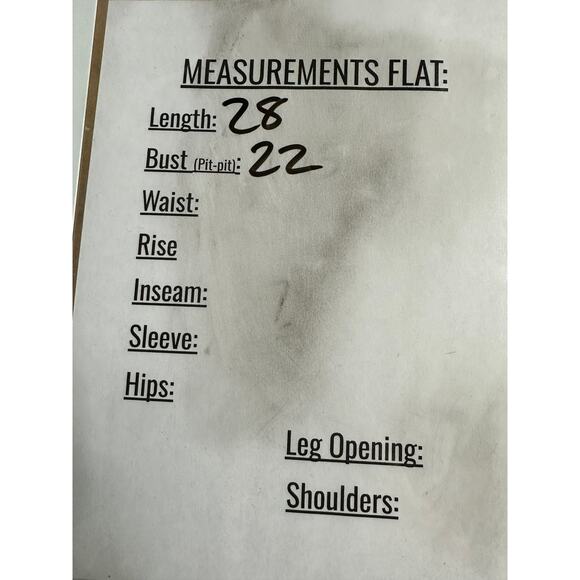 MEASUREMENTS FLAT:
Length: 28
Bust (Pit-pit): 22
Waist:
Rise
Inseam:
Sleeve:
Hips:
Leg Opening:
Shoulders: